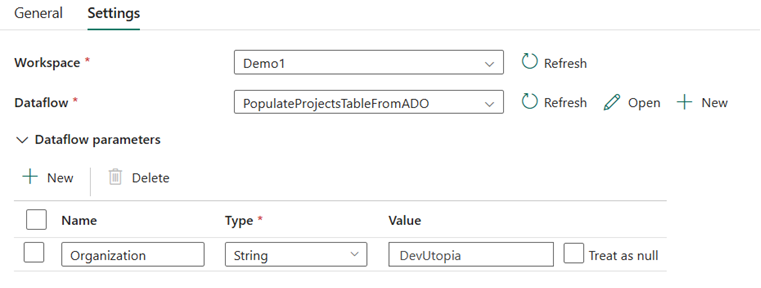 General Settings
Workspace * Demo1 Refresh
Dataflow * PopulateProjectsTableFromADO Refresh Open New
Dataflow parameters
New Delete
Name Type * Value
Organization String DevUtopia Treat as null